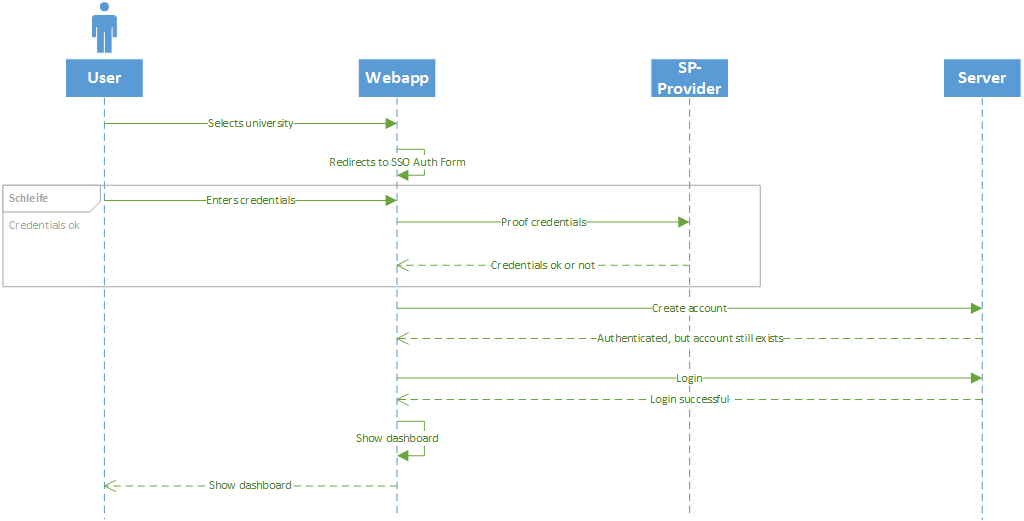 User
Webapp
SP-
Provider
Server
Selects university
Redirects to SSO Auth Form
Schleife
Enters credentials
Credentials ok
Proof credentials
Credentials ok or not
Create account
Authenticated, but account still exists
Login
Login successful
Show dashboard
Show dashboard